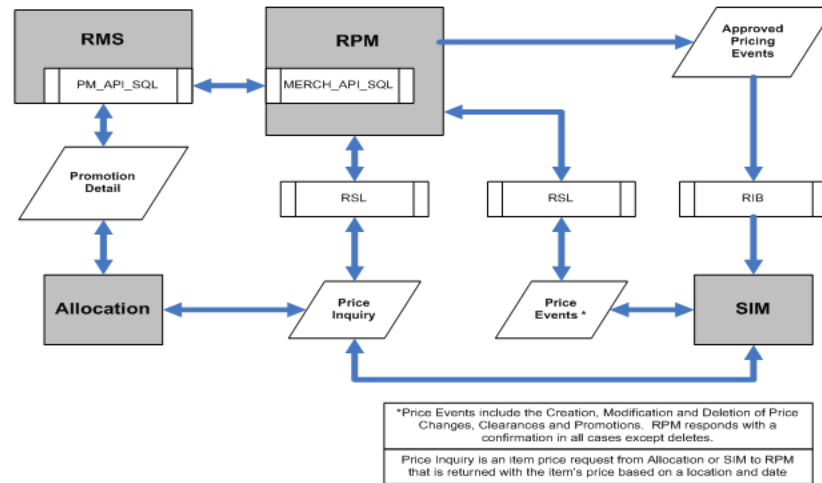 RMS
RPM
Approved
Pricing
Events
PM_API_SQL
MERCH_API_SQL
Promotion
Detail
RSL
RSL
RIB
Allocation
Price
Inquiry
Price
Events *
SIM
*Price Events include the Creation, Modification and Deletion of Price
Changes, Clearances and Promotions. RPM responds with a
confirmation in all cases except deletes.
Price Inquiry is an item price request from Allocation or SIM to RPM
that is returned with the item's price based on a location and date